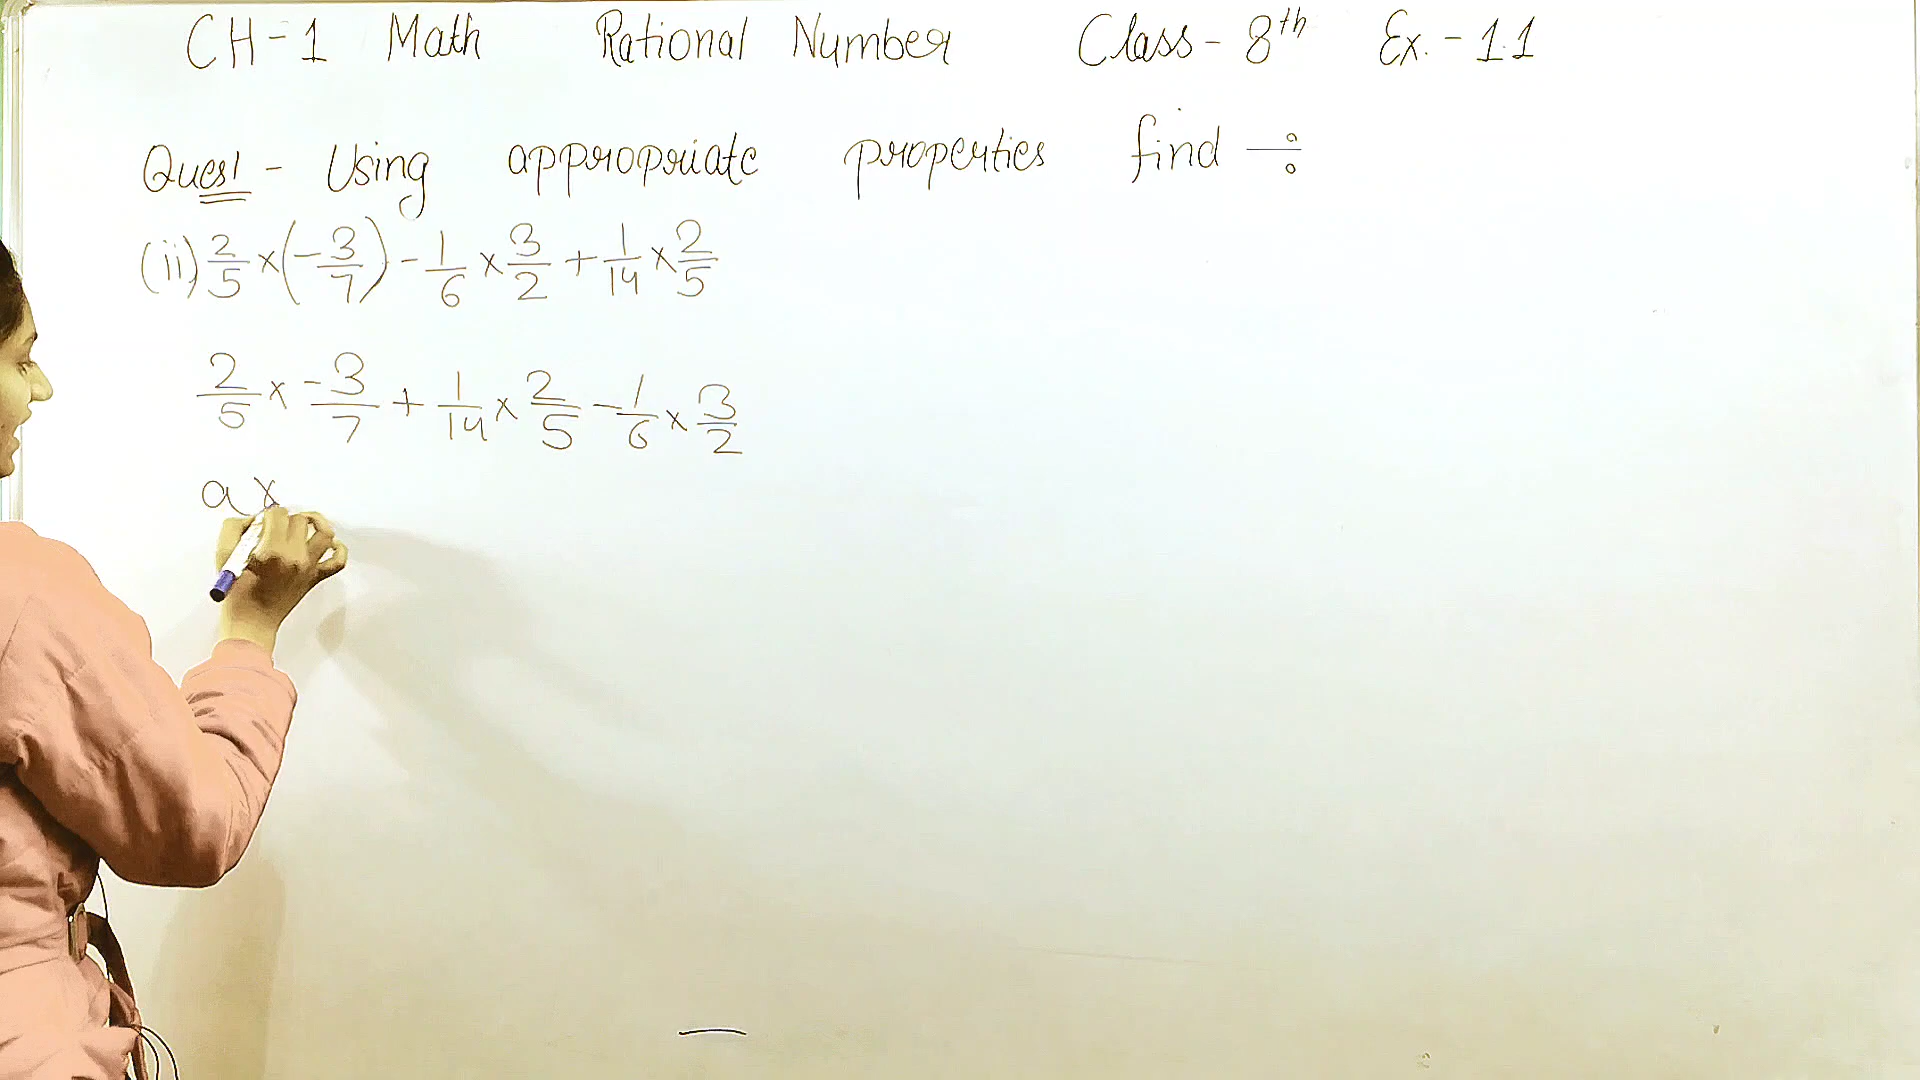 CH-1 Math Rational Number Class-8th Ex.-1.1
Ques1 - Using appropriate properties find ÷
(ii) 2/5 × (-3/7) - 1/6 × 3/2 + 1/14 × 2/5
2/5 × -3/7 + 1/14 × 2/5 - 1/6 × 3/2
a×